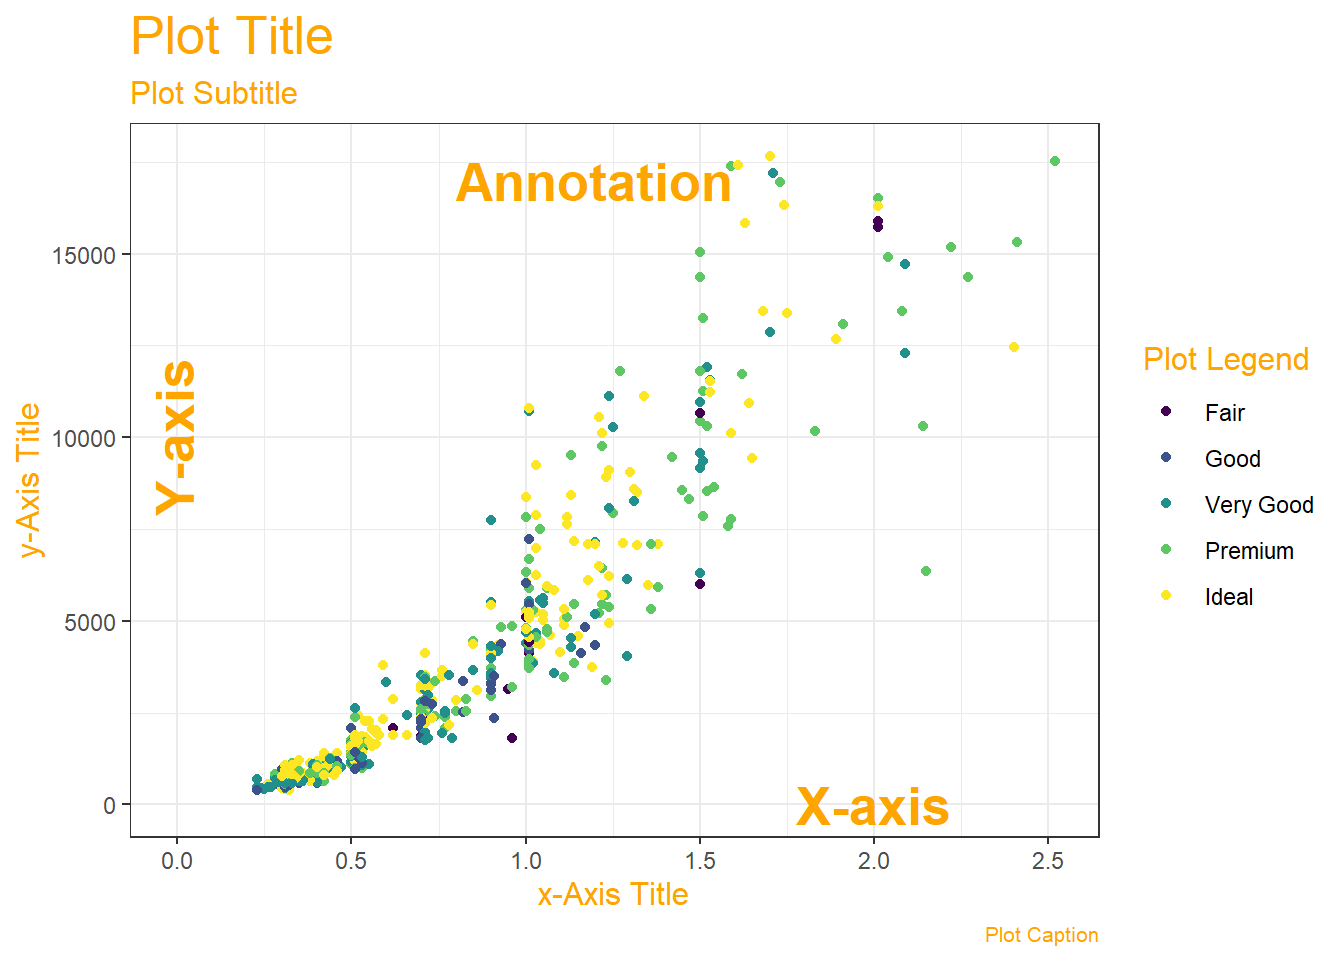 Plot Title
Plot Subtitle
Annotation
15000
10000
5000
0
Y-axis
y-Axis Title
X-axis
0.0 0.5 1.0 1.5 2.0 2.5
x-Axis Title
Plot Legend
Fair
Good
Very Good
Premium
Ideal
Plot Caption